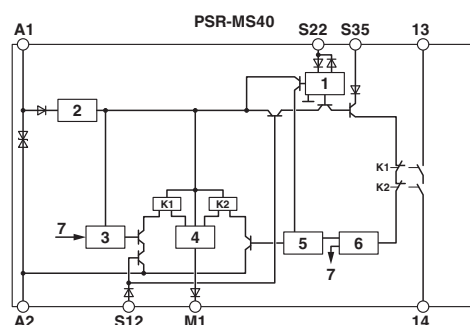 PSR-MS40
A1 S22 S35 13
1
2
K1
K2
K1 K2
7 3 4 5 6
7
A2 S12 M1 14